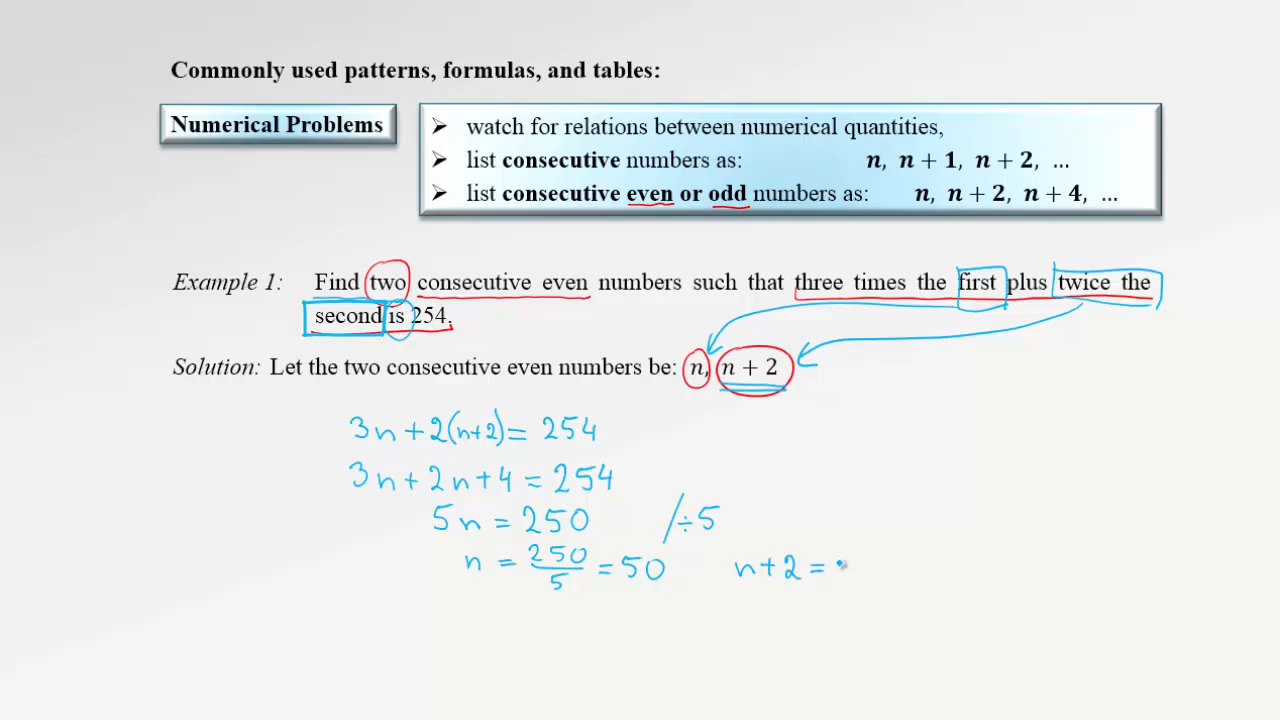 Commonly used patterns, formulas, and tables:
Numerical Problems
➢ watch for relations between numerical quantities,
➢ list consecutive numbers as: n, n + 1, n + 2, ...
➢ list consecutive even or odd numbers as: n, n + 2, n + 4, ...
Example 1: Find two consecutive even numbers such that three times the first plus twice the
second is 254.
Solution: Let the two consecutive even numbers be: n, n + 2
3n + 2(n+2) = 254
3n + 2n + 4 = 254
5n = 250 / ÷ 5
n = 250/5 = 50 n + 2 =